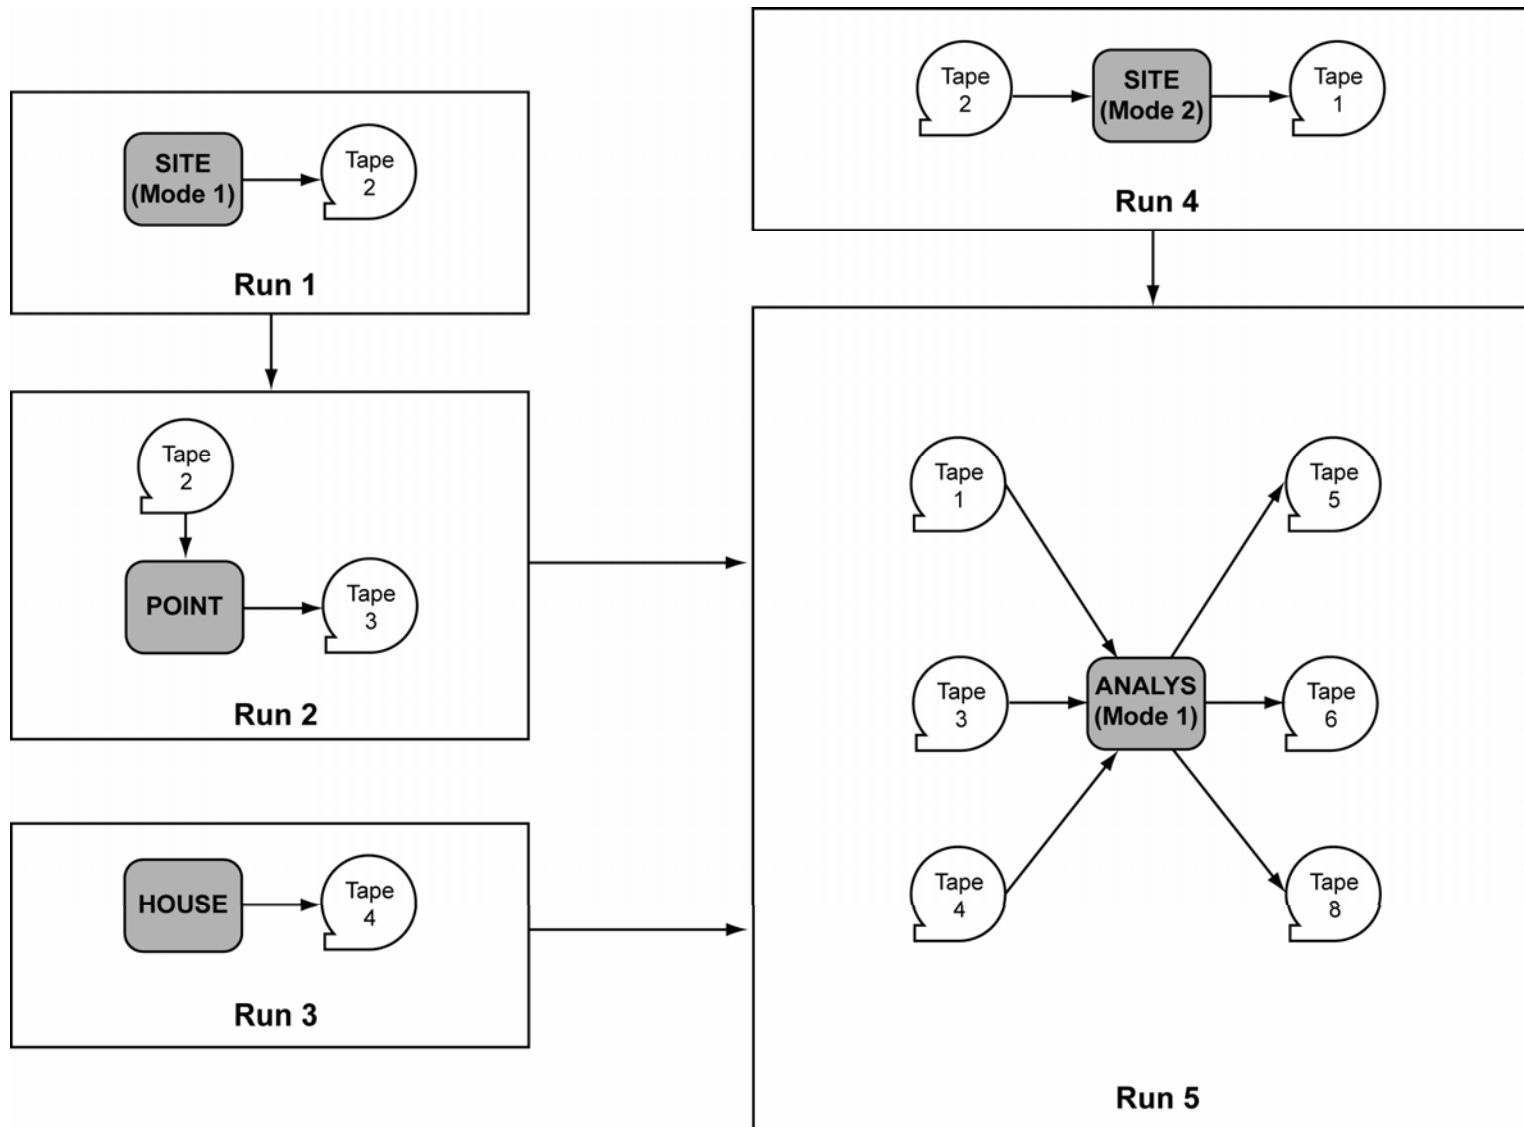 SITE
(Mode 1)
Tape
2
Run 1
Tape
2
POINT
Tape
3
Run 2
HOUSE
Tape
4
Run 3
Tape
2
SITE
(Mode 2)
Tape
1
Run 4
Tape
1
Tape
3
Tape
4
ANALYS
(Mode 1)
Tape
5
Tape
6
Tape
8
Run 5